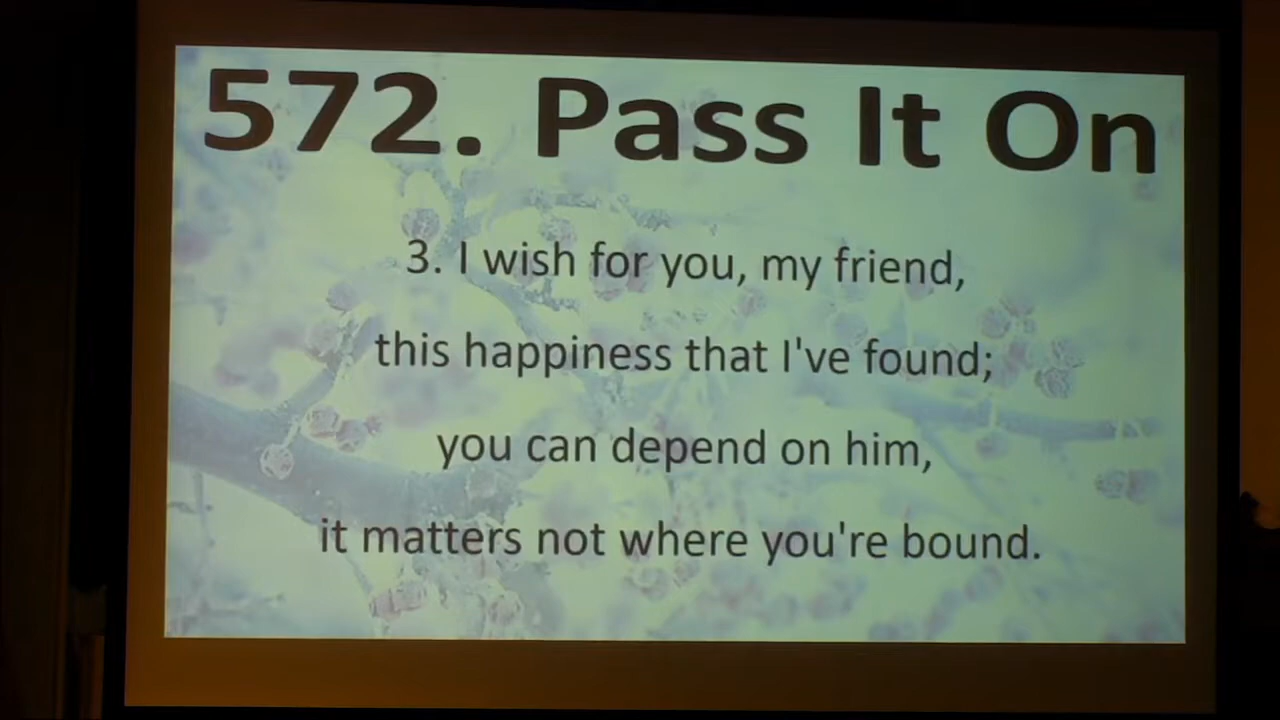 572. Pass It On
3. I wish for you, my friend,
this happiness that I've found;
you can depend on him,
it matters not where you're bound.